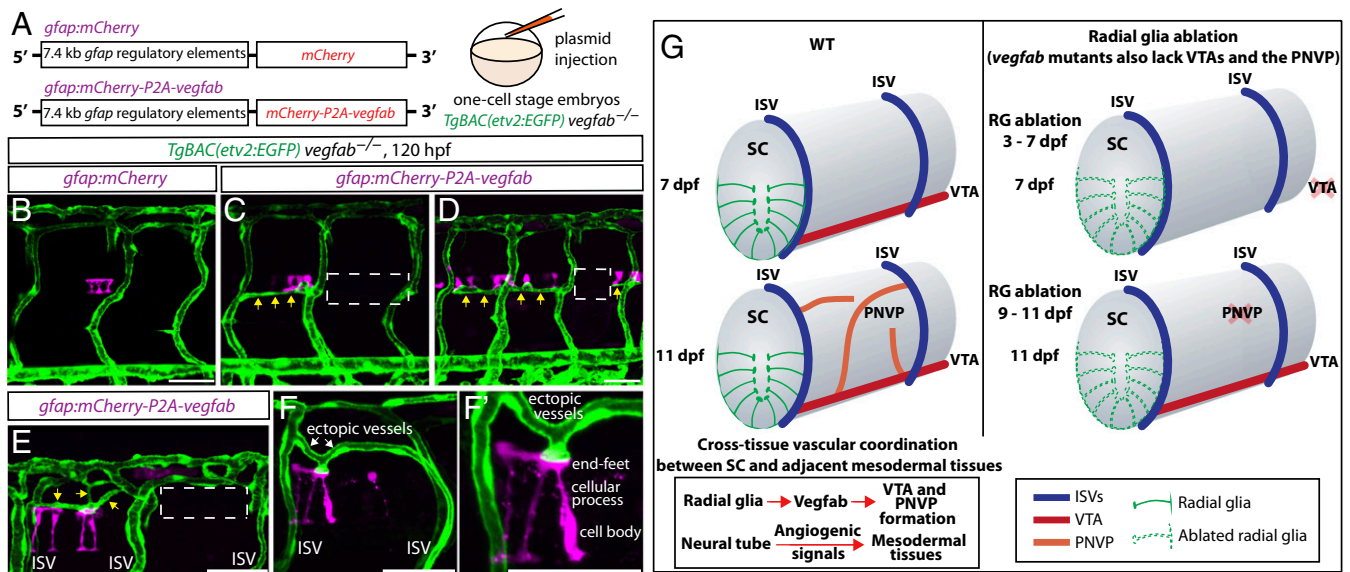 A
gfap:mCherry
5′ 7.4 kb gfap regulatory elements mCherry 3′
gfap:mCherry-P2A-vegfab
5′ 7.4 kb gfap regulatory elements mCherry-P2A-vegfab 3′
plasmid
injection
one-cell stage embryos
TgBAC(etv2:EGFP) vegfab−/−
TgBAC(etv2:EGFP) vegfab−/−, 120 hpf
gfap:mCherry
gfap:mCherry-P2A-vegfab
B
C
D
gfap:mCherry-P2A-vegfab
E
ISV
ISV
ISV
F
ectopic vessels
ISV
ISV
F'
ectopic
vessels
end-feet
cellular
process
cell body
G
WT
ISV
ISV
SC
7 dpf
VTA
ISV
ISV
SC
PNVP
11 dpf
VTA
Radial glia ablation
(vegfab mutants also lack VTAs and the PNVP)
ISV
ISV
RG ablation
3 - 7 dpf
SC
7 dpf
VTA
ISV
ISV
RG ablation
9 - 11 dpf
SC
PNVP
11 dpf
VTA
Cross-tissue vascular coordination
between SC and adjacent mesodermal tissues
Radial glia Vegfab VTA and
PNVP
formation
Neural tube Angiogenic
signals
Mesodermal
tissues
ISVs
VTA
PNVP
Radial glia
Ablated radial glia